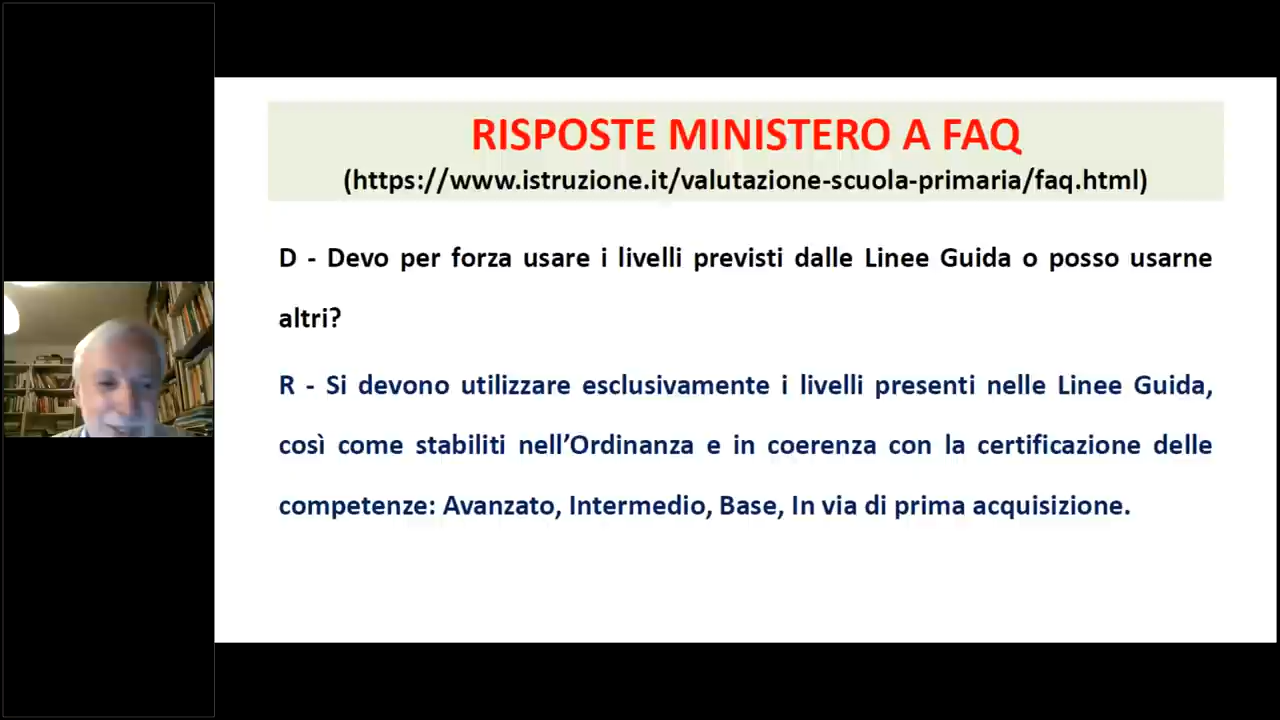 RISPOSTE MINISTERO A FAQ
(https://www.istruzione.it/valutazione-scuola-primaria/faq.html)
D - Devo per forza usare i livelli previsti dalle Linee Guida o posso usarne
altri?
R - Si devono utilizzare esclusivamente i livelli presenti nelle Linee Guida,
così come stabiliti nell’Ordinanza e in coerenza con la certificazione delle
competenze: Avanzato, Intermedio, Base, In via di prima acquisizione.